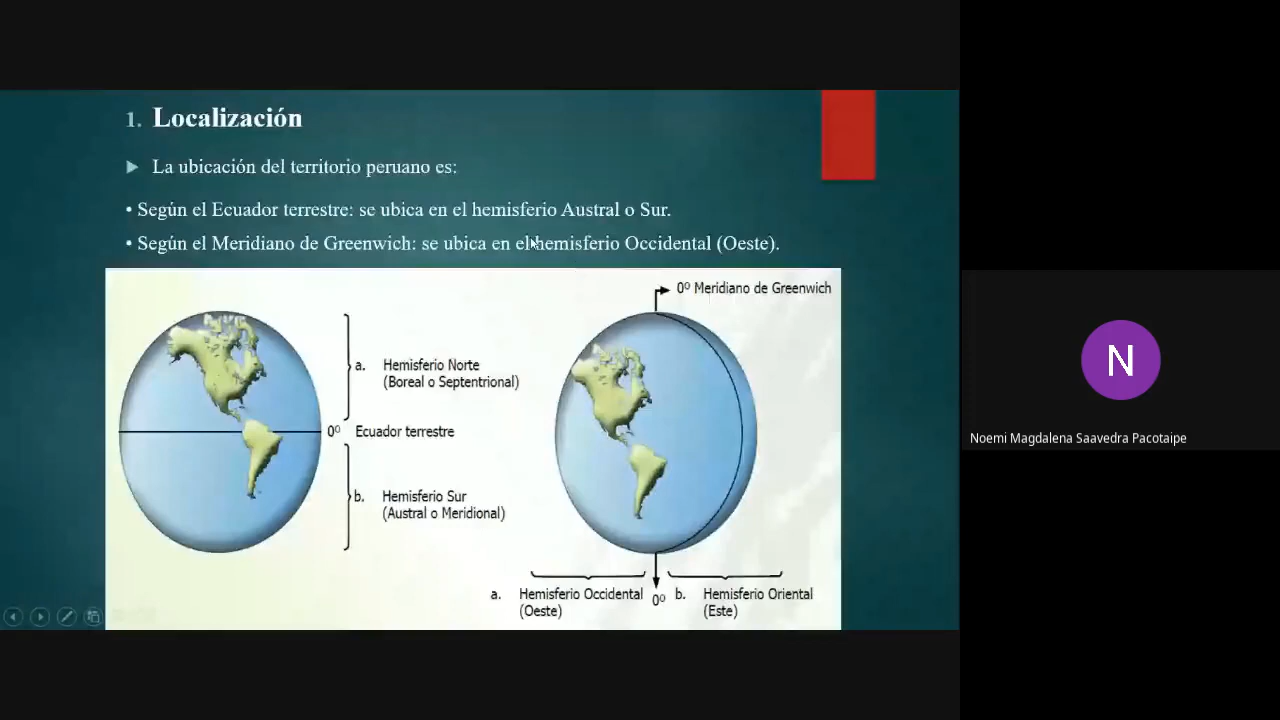 1. Localización
La ubicación del territorio peruano es:
• Según el Ecuador terrestre: se ubica en el hemisferio Austral o Sur.
• Según el Meridiano de Greenwich: se ubica en el hemisferio Occidental (Oeste).
0º Meridiano de Greenwich
a. Hemisferio Norte
(Boreal o Septentrional)
0º Ecuador terrestre
b. Hemisferio Sur
(Austral o Meridional)
a. Hemisferio Occidental
(Oeste)
0º
b. Hemisferio Oriental
(Este)
N
Noemi Magdalena Saavedra Pacotaipe